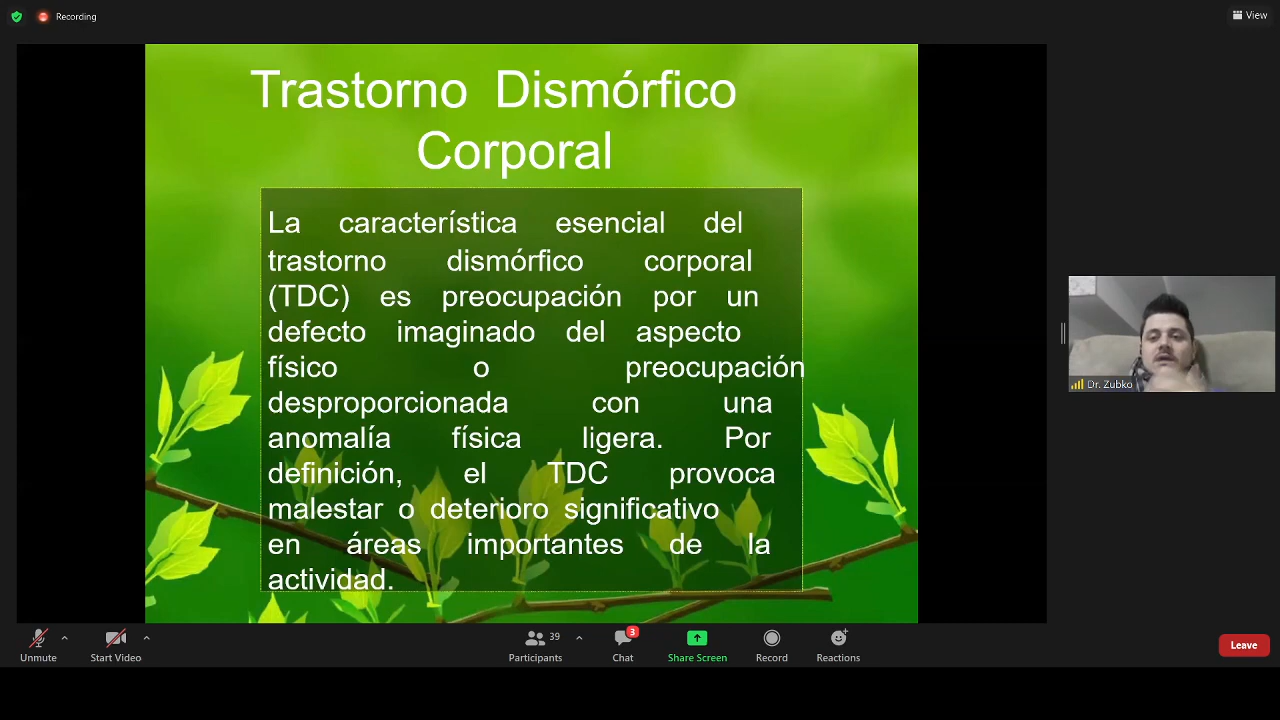 Recording
View
Trastorno Dismórfico
Corporal
La característica esencial del
trastorno dismórfico corporal
(TDC) es preocupación por un
defecto imaginado del aspecto
físico o preocupación
desproporcionada con una
anomalía física ligera. Por
definición, el TDC provoca
malestar o deterioro significativo
en áreas importantes de la
actividad.
Dr. Zubko
39
3
Unmute
Start Video
Participants
Chat
Share Screen
Record
Reactions
Leave